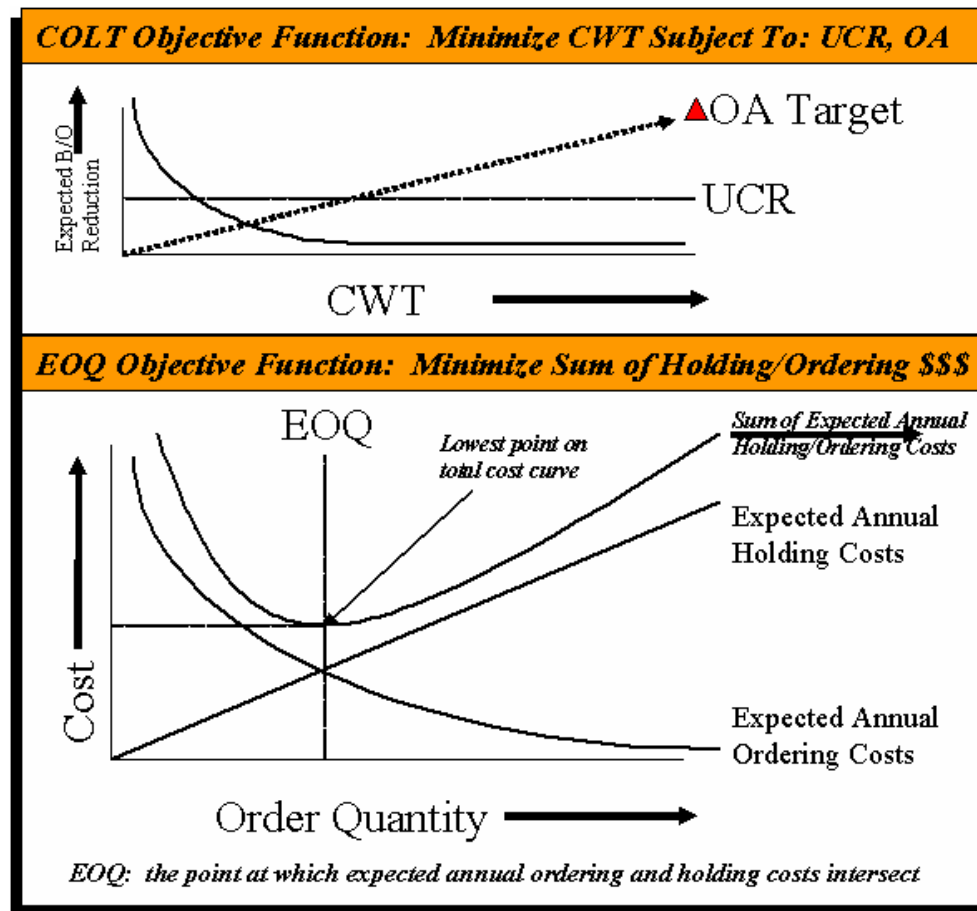 COLT Objective Function: Minimize CWT Subject To: UCR, OA
Expected B/O
Reduction
OA Target
UCR
CWT
EOQ Objective Function: Minimize Sum of Holding/Ordering $$$
EOQ
Lowest point on
total cost curve
Sum of Expected Annual
Holding/Ordering Costs
Expected Annual
Holding Costs
Cost
Expected Annual
Ordering Costs
Order Quantity
EOQ: the point at which expected annual ordering and holding costs intersect